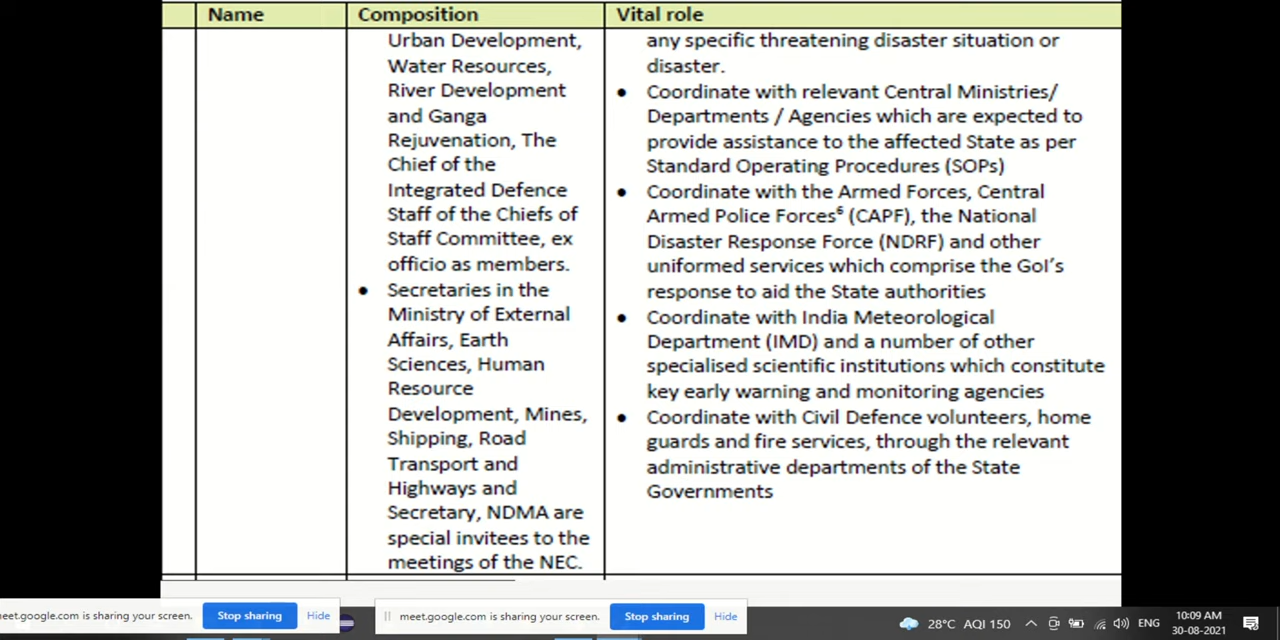 Name
Composition
Vital role
Urban Development,
Water Resources,
River Development
and Ganga
Rejuvenation, The
Chief of the
Integrated Defence
Staff of the Chiefs of
Staff Committee, ex
officio as members.
• Secretaries in the
Ministry of External
Affairs, Earth
Sciences, Human
Resource
Development, Mines,
Shipping, Road
Transport and
Highways and
Secretary, NDMA are
special invitees to the
meetings of the NEC.
any specific threatening disaster situation or
disaster.
• Coordinate with relevant Central Ministries/
Departments / Agencies which are expected to
provide assistance to the affected State as per
Standard Operating Procedures (SOPs)
• Coordinate with the Armed Forces, Central
Armed Police Forces⁶ (CAPF), the National
Disaster Response Force (NDRF) and other
uniformed services which comprise the GoI's
response to aid the State authorities
• Coordinate with India Meteorological
Department (IMD) and a number of other
specialised scientific institutions which constitute
key early warning and monitoring agencies
• Coordinate with Civil Defence volunteers, home
guards and fire services, through the relevant
administrative departments of the State
Governments
neet.google.com is sharing your screen.
Stop sharing
Hide
meet.google.com is sharing your screen.
Stop sharing
Hide
28°C AQI 150
ENG
10:09 AM
30-08-2021